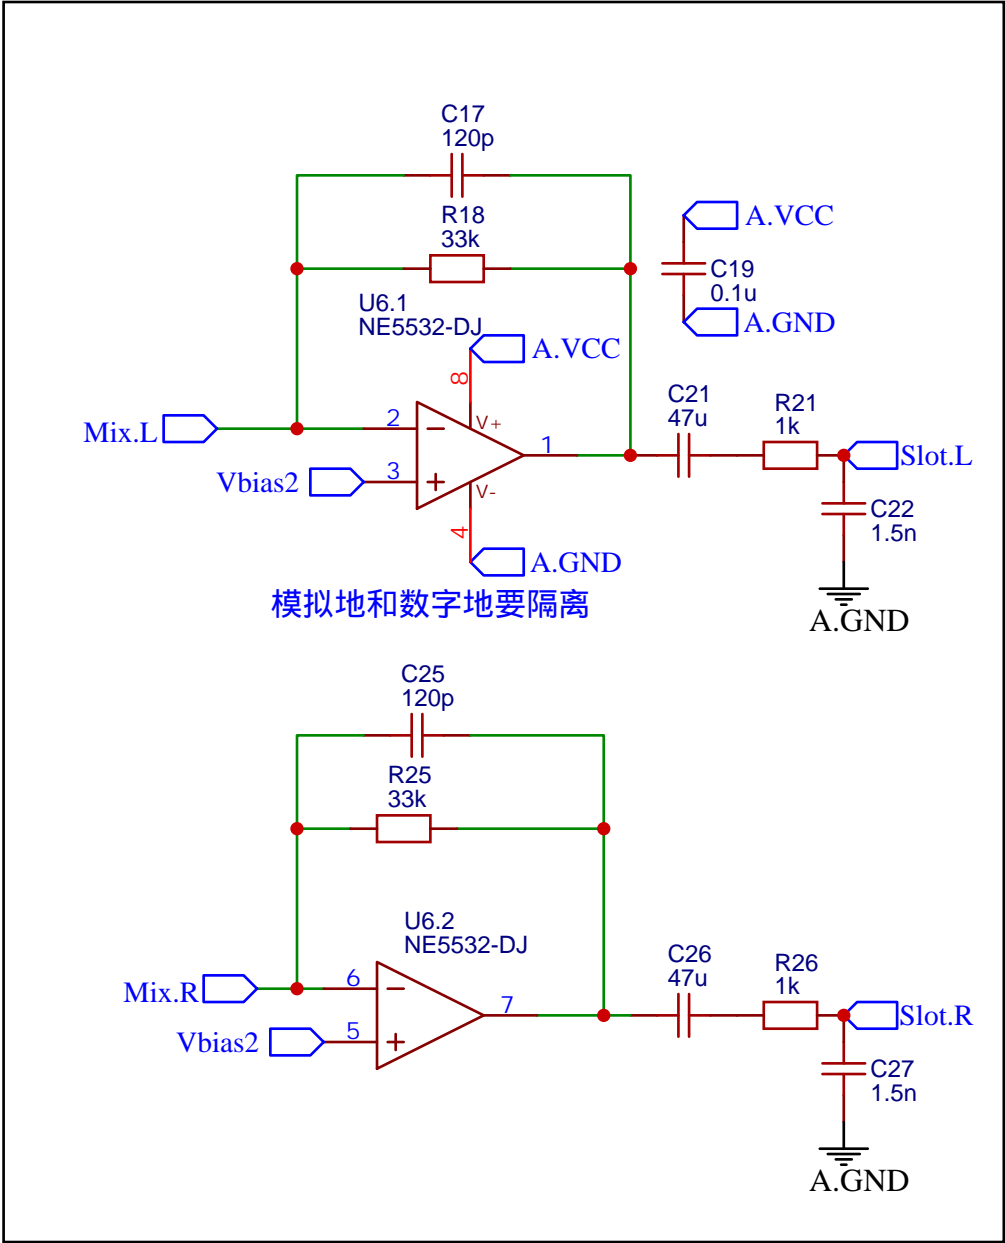 C17
120p
R18
33k
A.VCC
C19
0.1u
A.GND
U6.1
NE5532-DJ
A.VCC
8
V+
Mix.L
2
1
Vbias2
3
V-
4
A.GND
C21
47u
R21
1k
Slot.L
C22
1.5n
A.GND
模拟地和数字地要隔离
C25
120p
R25
33k
U6.2
NE5532-DJ
Mix.R
6
7
Vbias2
5
C26
47u
R26
1k
Slot.R
C27
1.5n
A.GND